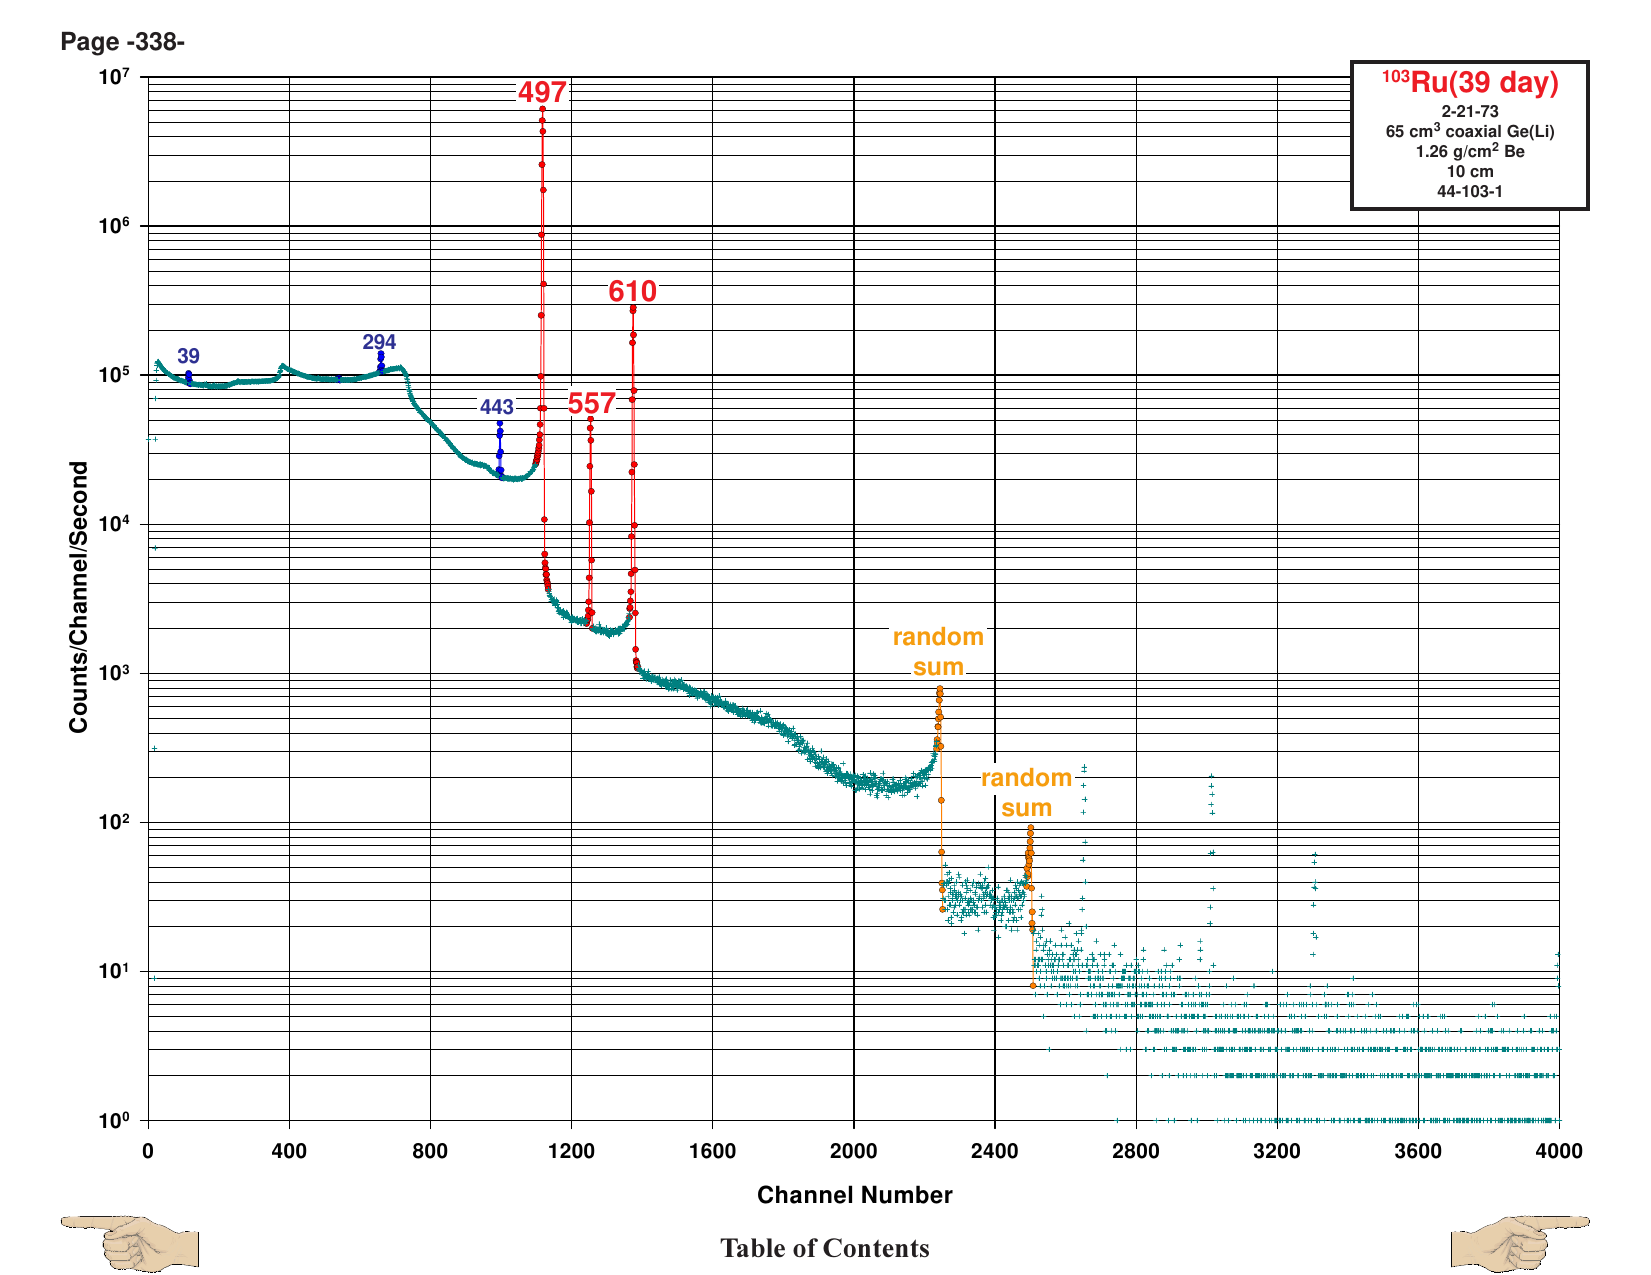 Page -338-
10⁷
¹⁰³Ru(39 day)
2-21-73
65 cm³ coaxial Ge(Li)
1.26 g/cm² Be
10 cm
44-103-1
497
10⁶
610
39
294
10⁵
443
557
10⁴
Counts/Channel/Second
random
sum
10³
random
sum
10²
10¹
10⁰
0 400 800 1200 1600 2000 2400 2800 3200 3600 4000
Channel Number
Table of Contents